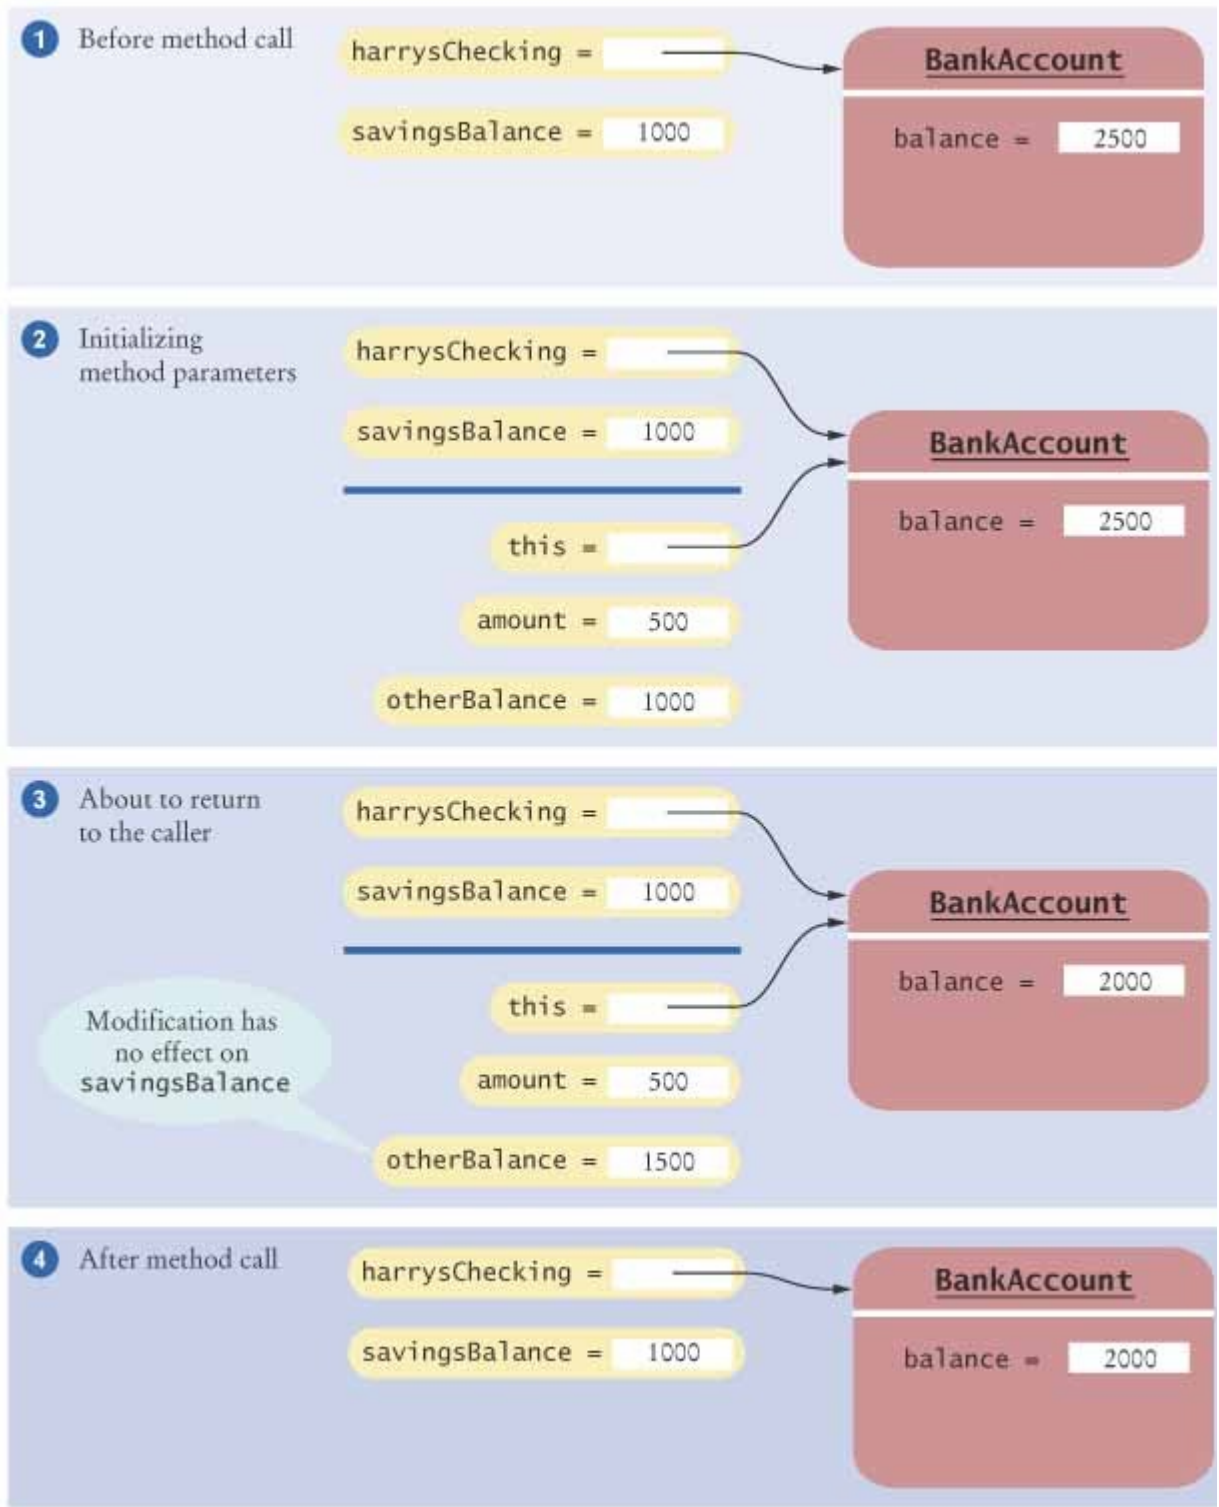 1 Before method call
harrysChecking =
savingsBalance = 1000
BankAccount
balance = 2500
2 Initializing
method parameters
harrysChecking =
savingsBalance = 1000
this =
amount = 500
otherBalance = 1000
BankAccount
balance = 2500
3 About to return
to the caller
harrysChecking =
savingsBalance = 1000
this =
amount = 500
otherBalance = 1500
Modification has
no effect on
savingsBalance
BankAccount
balance = 2000
4 After method call
harrysChecking =
savingsBalance = 1000
BankAccount
balance = 2000